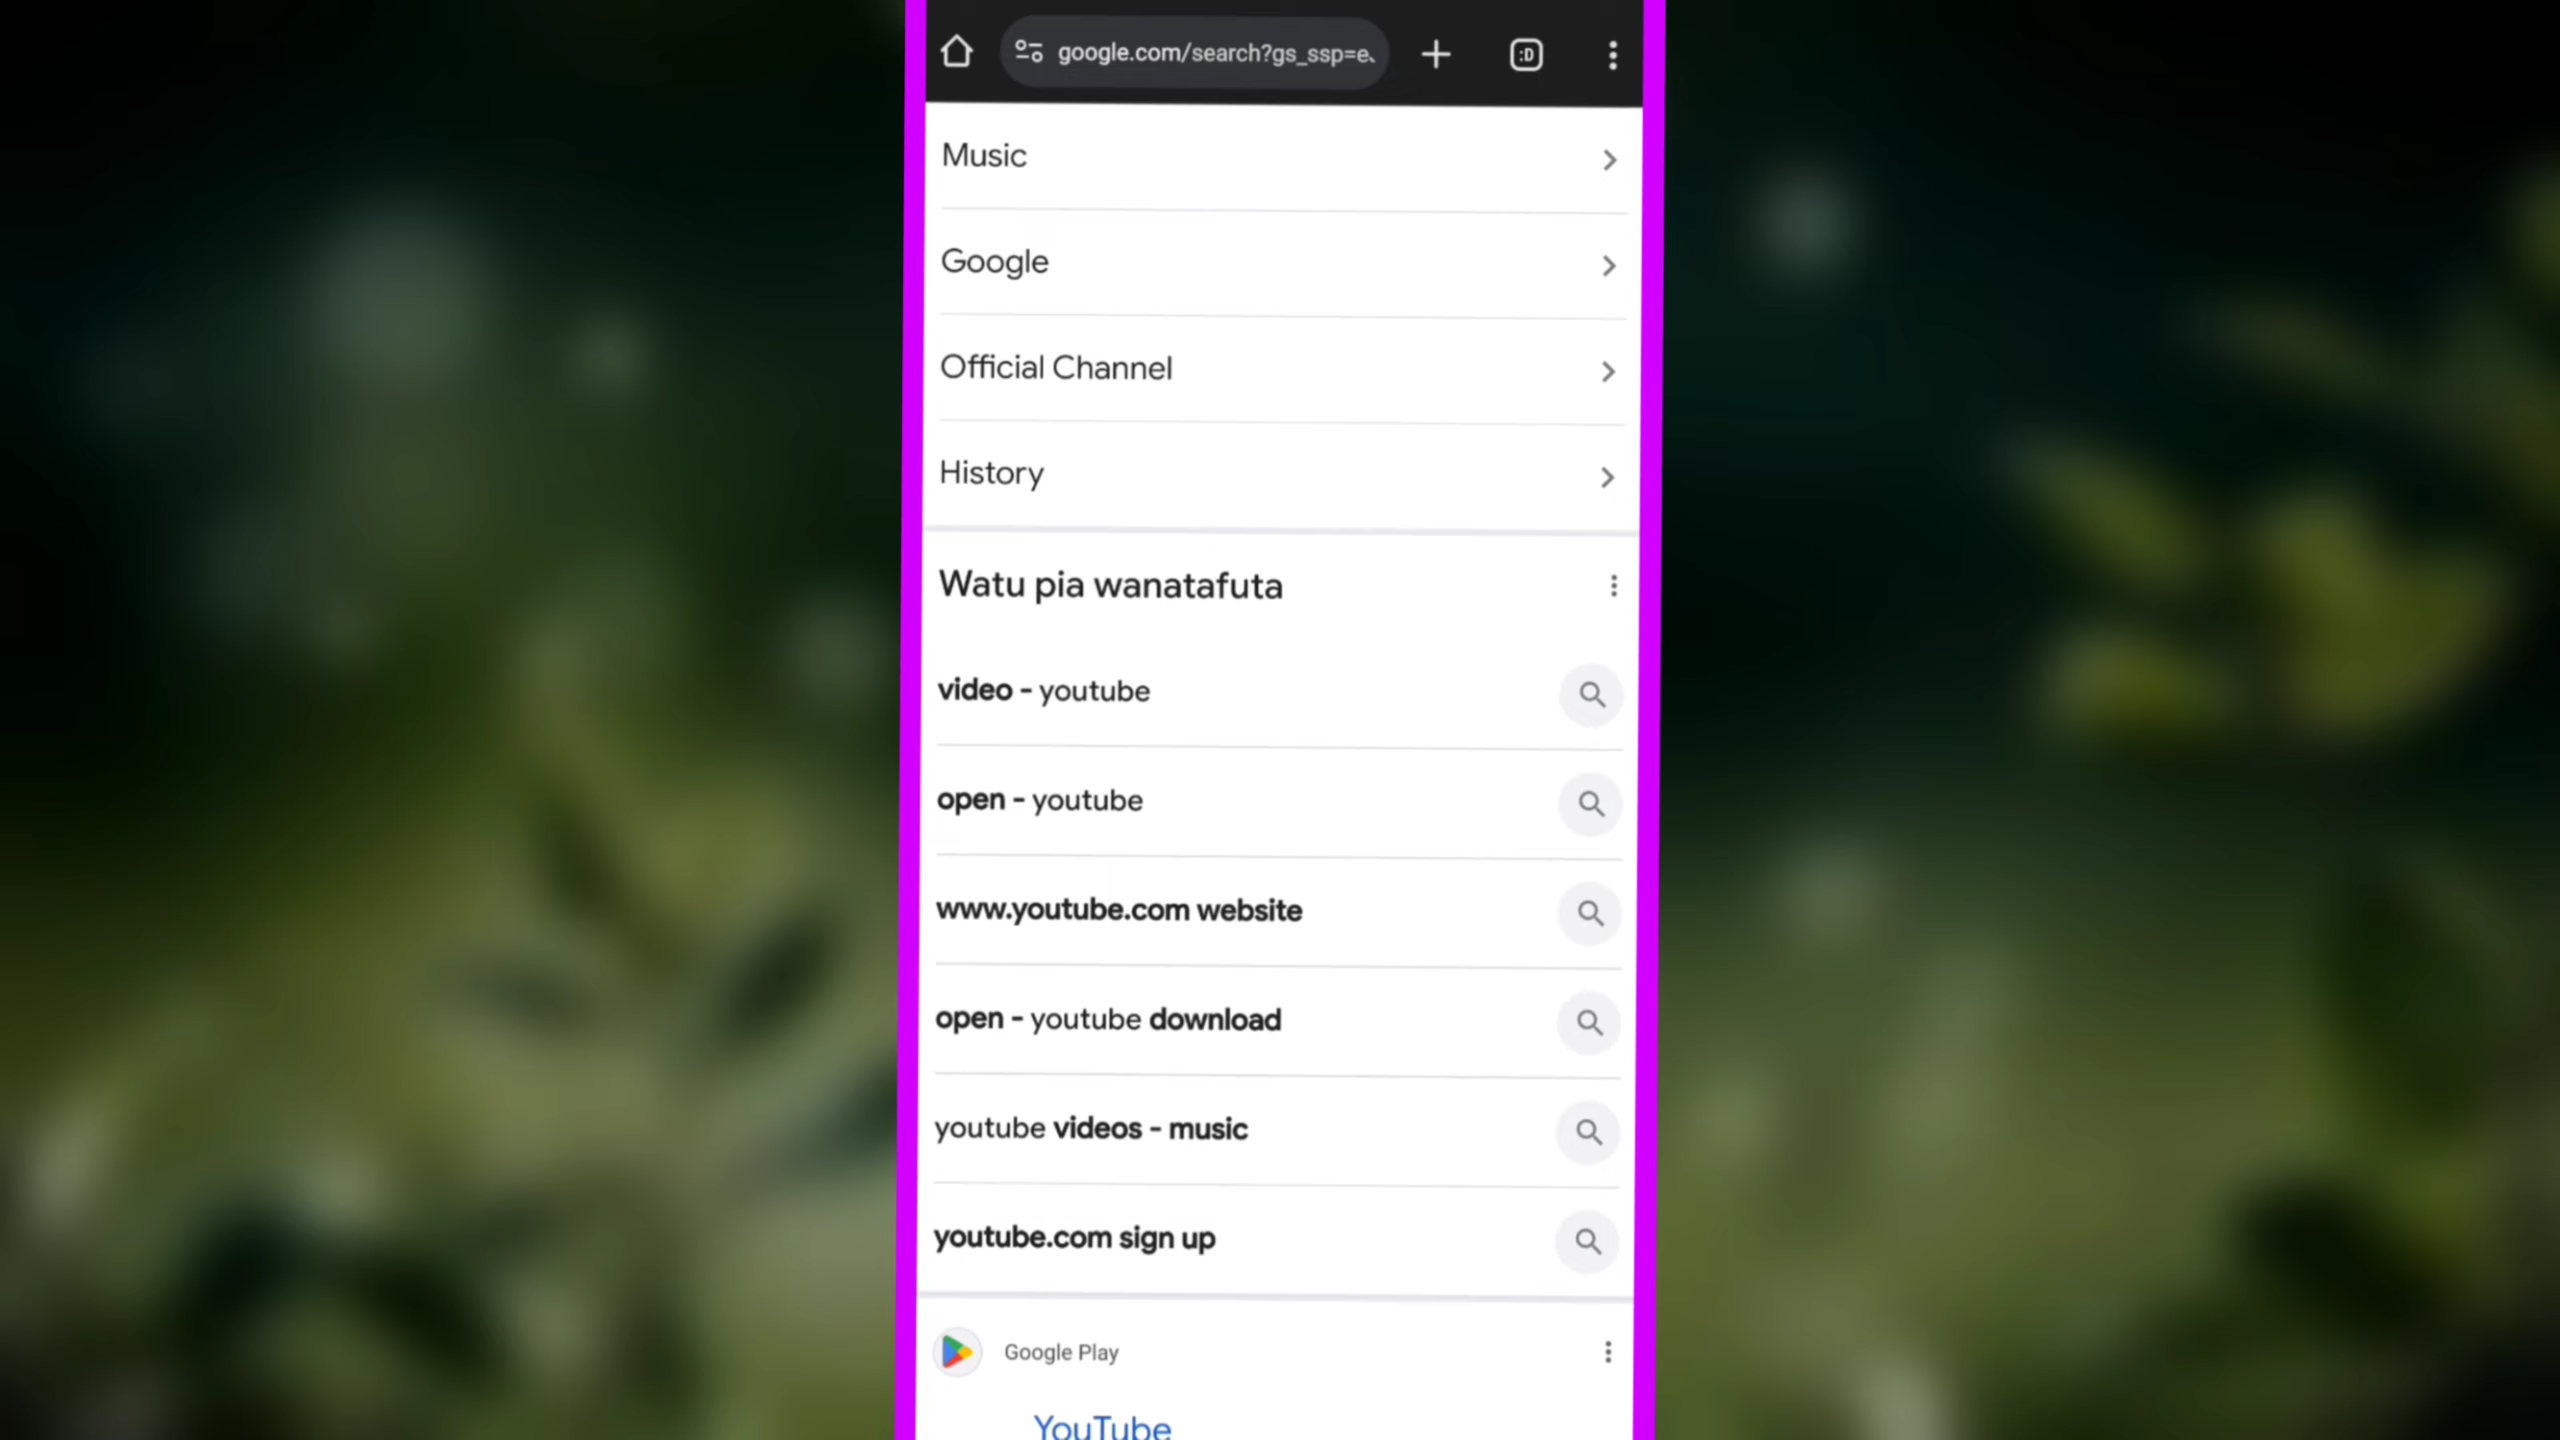 google.com/search?gs_ssp=e
:D
Music
Google
Official Channel
History
Watu pia wanatafuta
video - youtube
open - youtube
www.youtube.com website
open - youtube download
youtube videos - music
youtube.com sign up
Google Play
YouTube